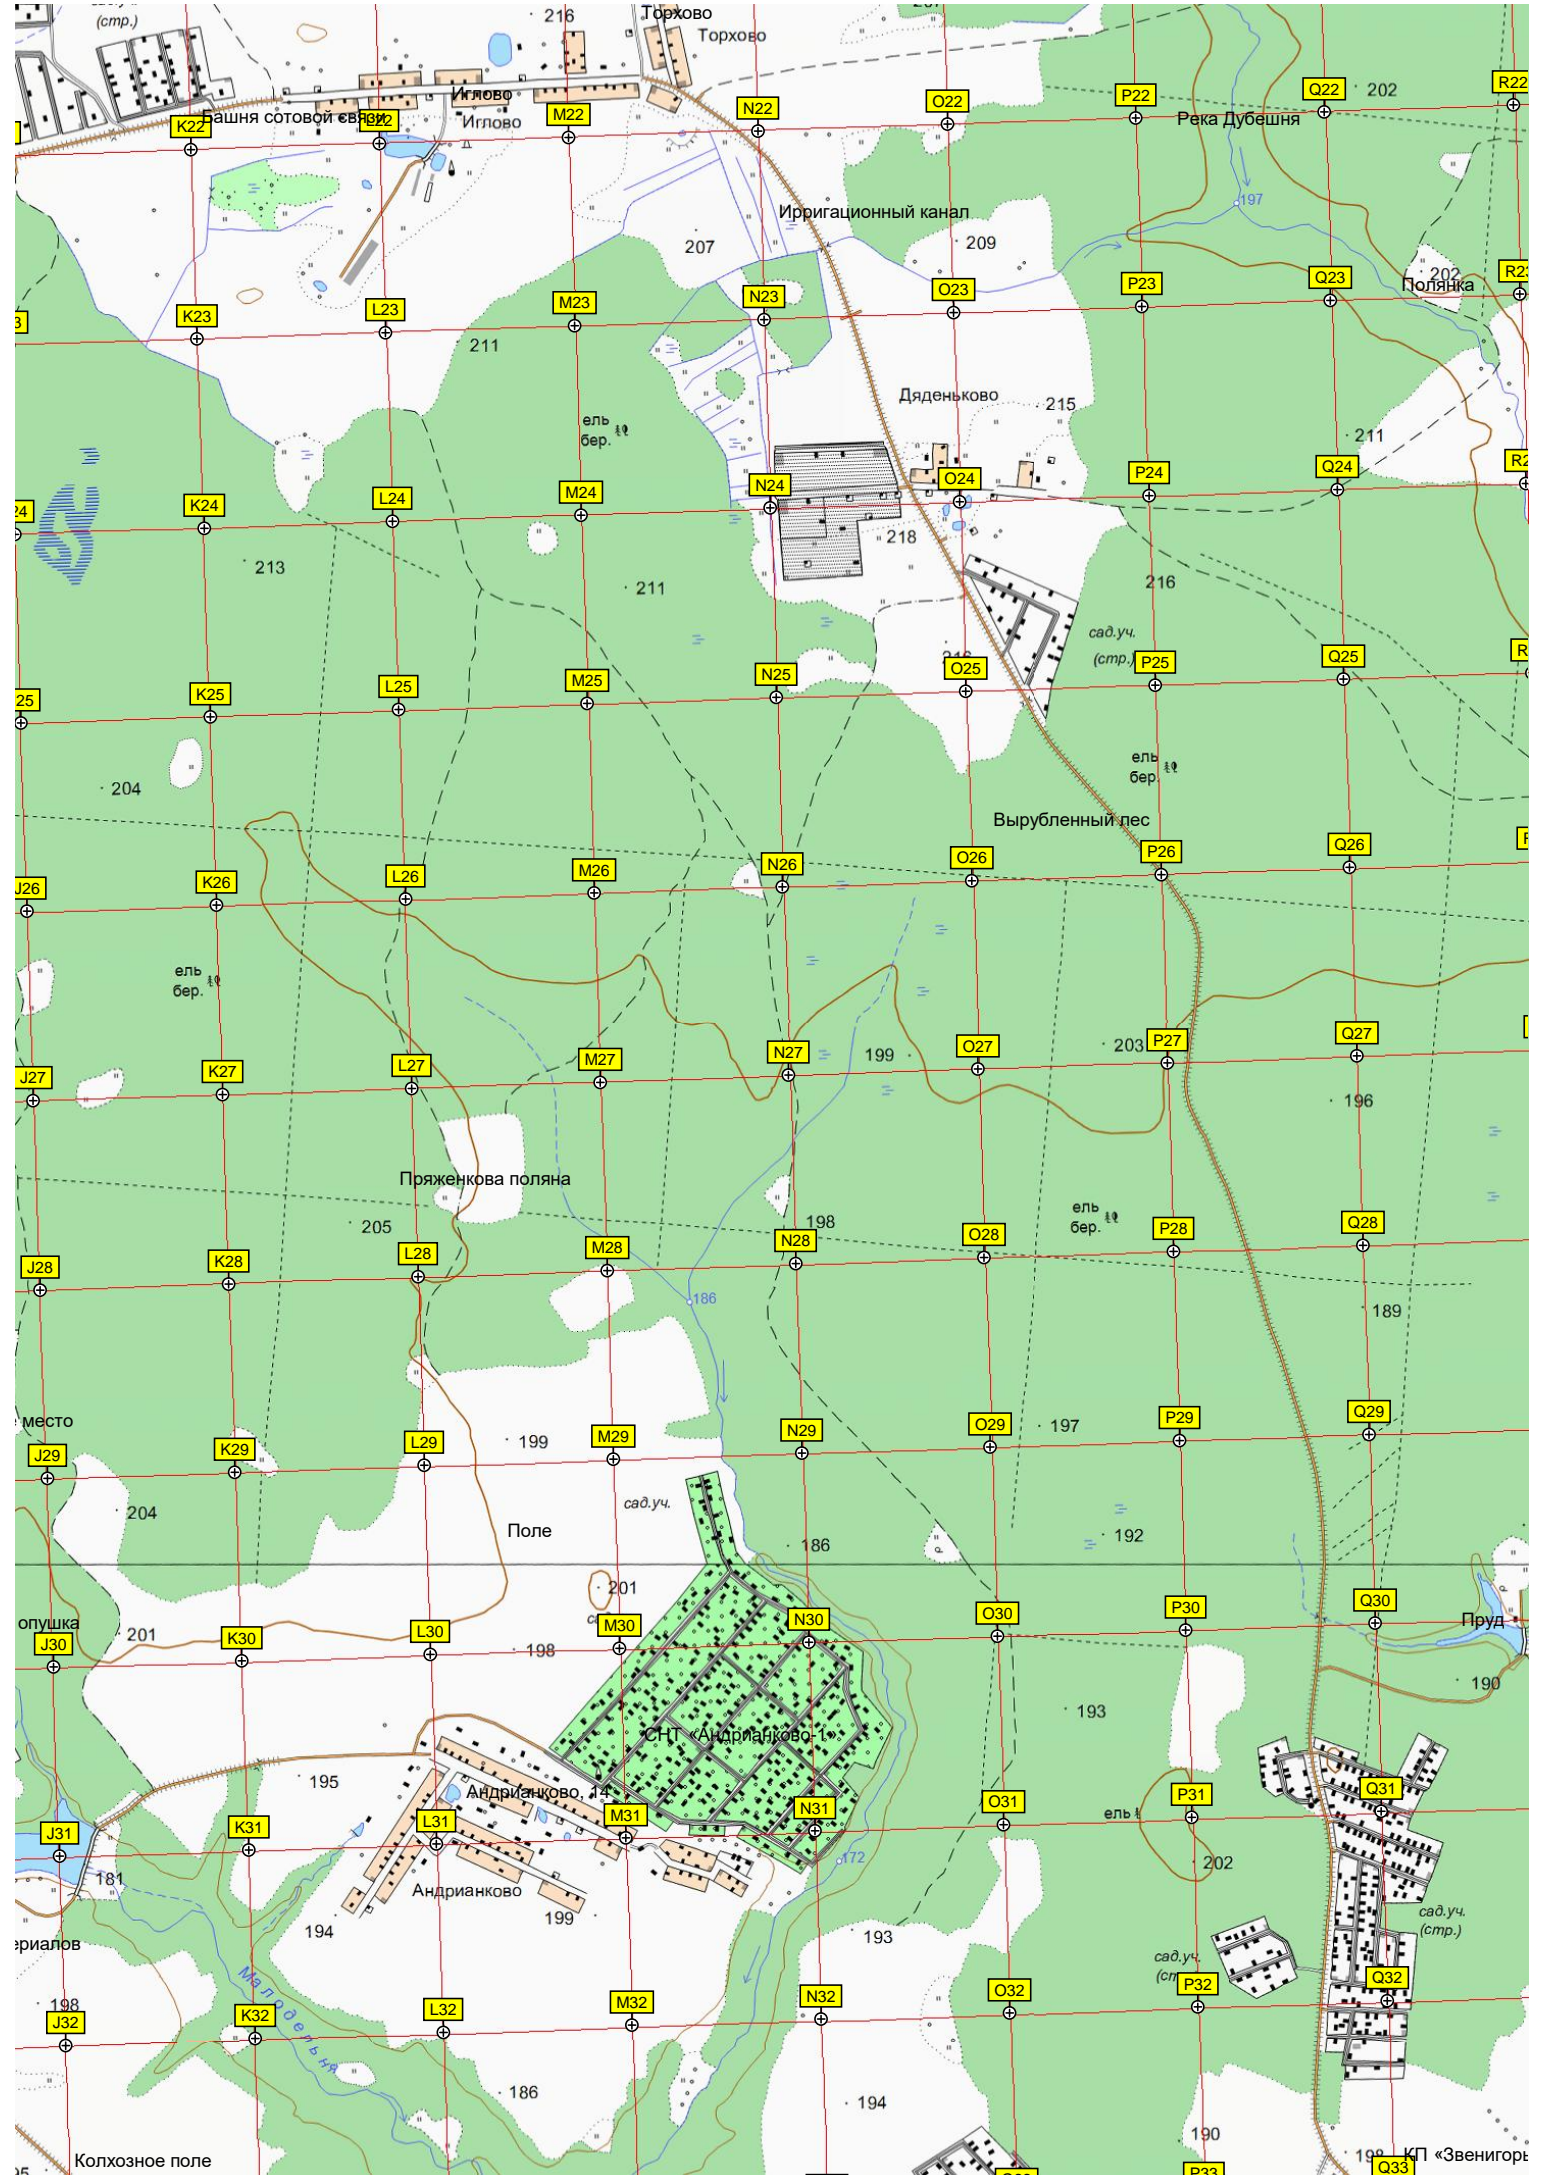 (стр.)
216
Торхово
Торхово
Иглово
Башня сотовой связи
Иглово
K22
L22
M22
N22
O22
P22
Q22
202
R22
Река Дубешня
197
Ирригационный канал
207
209
202
Полянка
K23
L23
M23
N23
O23
P23
Q23
211
Дяденьково
215
ель
бер.
211
K24
L24
M24
N24
O24
P24
Q24
213
218
211
216
сад.уч.
(стр.)
K25
L25
M25
N25
O25
P25
Q25
25
204
ель
бер.
Вырубленный лес
J26
K26
L26
M26
N26
O26
P26
Q26
ель
бер.
199
203
J27
K27
L27
M27
N27
O27
P27
Q27
196
Пряженкова поляна
205
198
ель
бер.
J28
K28
L28
M28
N28
O28
P28
Q28
186
189
место
199
197
J29
K29
L29
M29
N29
O29
P29
Q29
204
сад.уч.
Поле
186
192
201
опушка
201
198
Пруд
J30
K30
L30
M30
N30
O30
P30
Q30
190
193
СНТ «Андрианково-1»
195
Андрианково, 14
ель
J31
K31
L31
M31
N31
O31
P31
Q31
181
172
202
Андрианково
199
194
193
сад.уч.
(стр.)
сад.уч.
Малодельня
198
J32
K32
L32
M32
N32
O32
P32
Q32
186
194
190
198
КП «Звенигоры
Колхозное поле
P33
Q33